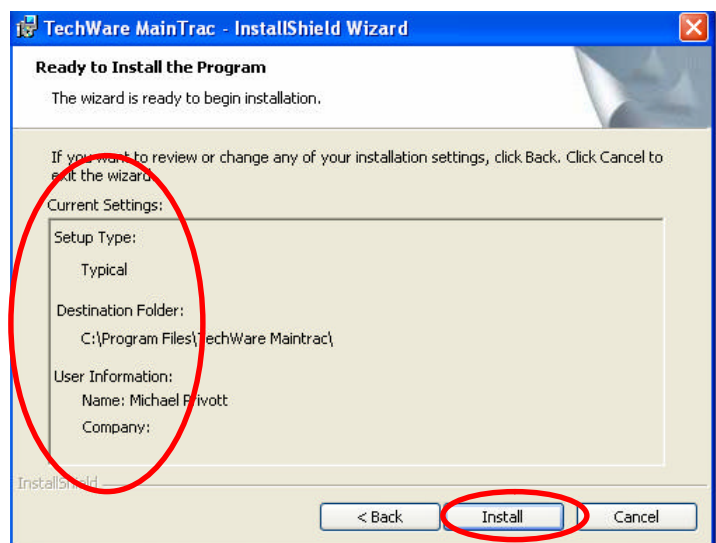 TechWare MainTrac - InstallShield Wizard
Ready to Install the Program
The wizard is ready to begin installation.
If you want to review or change any of your installation settings, click Back. Click Cancel to
exit the wizard.
Current Settings:
Setup Type:
Typical
Destination Folder:
C:\Program Files\TechWare Maintrac\
User Information:
Name: Michael Privott
Company:
InstallShield
< Back
Install
Cancel